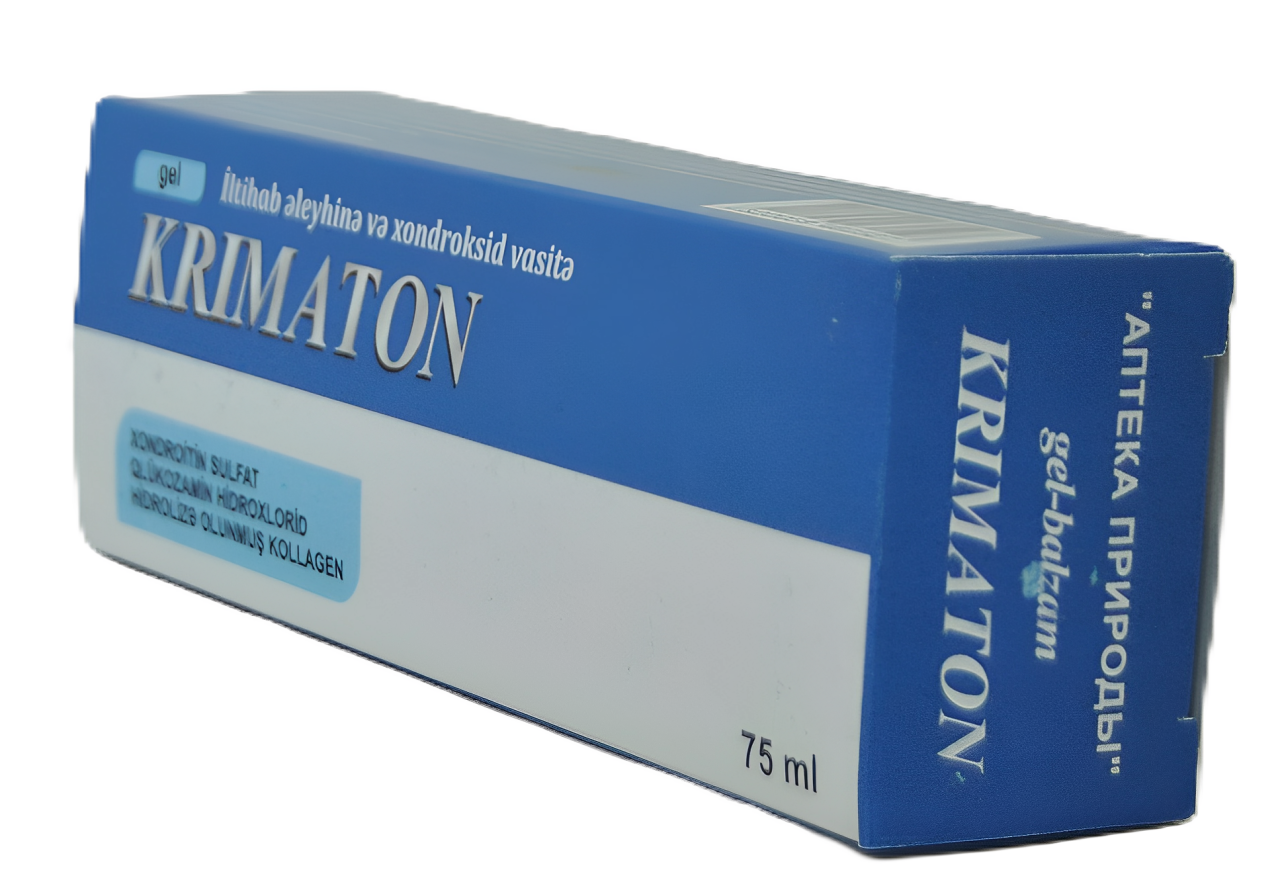 gel
İltihab əleyhinə və xondroksid vasitə
KRIMATON
XONDROİTİN SULFAT
QLÜKOZAMİN HİDROXLORİD
HİDROLİZƏ OLUNMUŞ KOLLAGEN
75 ml
KRIMATON
gel-balzam
"АПТЕКА ПРИРОДЫ"